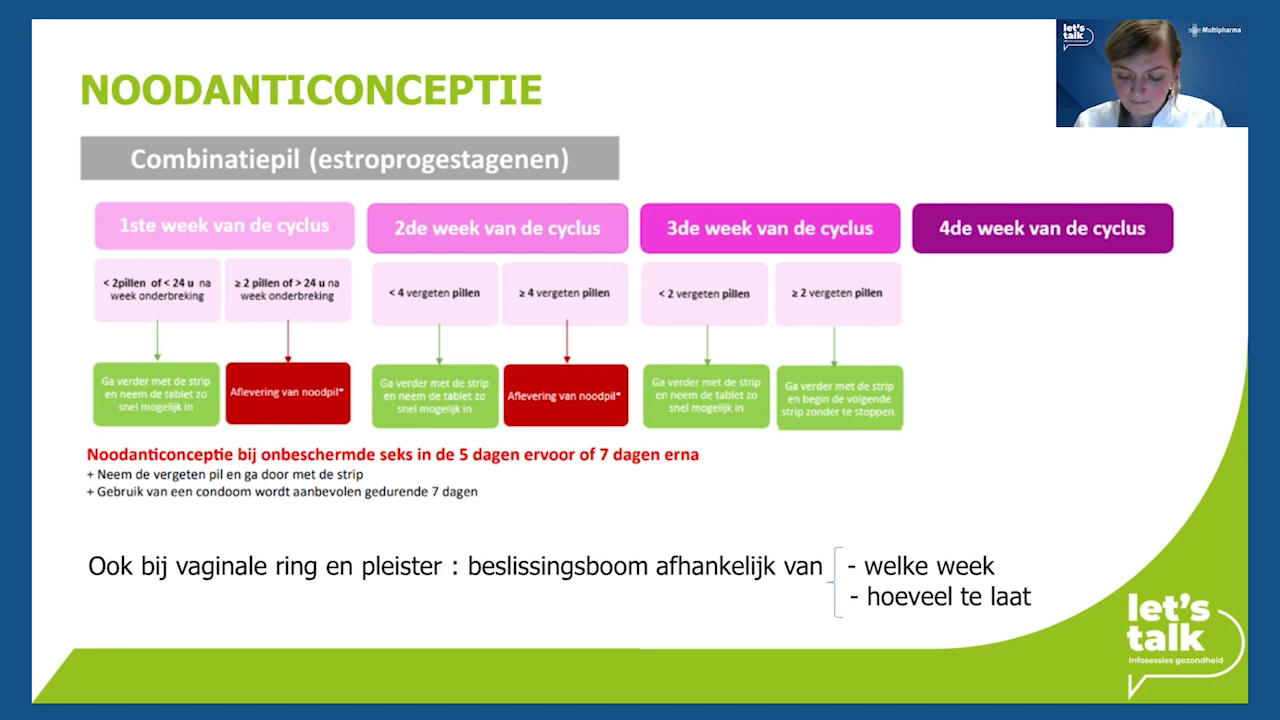 let's
talk
Multipharma
NOODANTICONCEPTIE
Combinatiepil (estroprogestagenen)
1ste week van de cyclus
2de week van de cyclus
3de week van de cyclus
4de week van de cyclus
< 2pillen of < 24 u na
week onderbreking
≥ 2 pillen of > 24 u na
week onderbreking
< 4 vergeten pillen
≥ 4 vergeten pillen
< 2 vergeten pillen
≥ 2 vergeten pillen
Ga verder met de strip
en neem de tablet zo
snel mogelijk in
Aflevering van noodpil*
Ga verder met de strip
en neem de tablet zo
snel mogelijk in
Aflevering van noodpil*
Ga verder met de strip
en neem de tablet zo
snel mogelijk in
Ga verder met de strip
en begin de volgende
strip zonder te stoppen.
Noodanticonceptie bij onbeschermde seks in de 5 dagen ervoor of 7 dagen erna
+ Neem de vergeten pil en ga door met de strip
+ Gebruik van een condoom wordt aanbevolen gedurende 7 dagen
Ook bij vaginale ring en pleister : beslissingsboom afhankelijk van
- welke week
- hoeveel te laat
let's
talk
Infosessies gezondheid